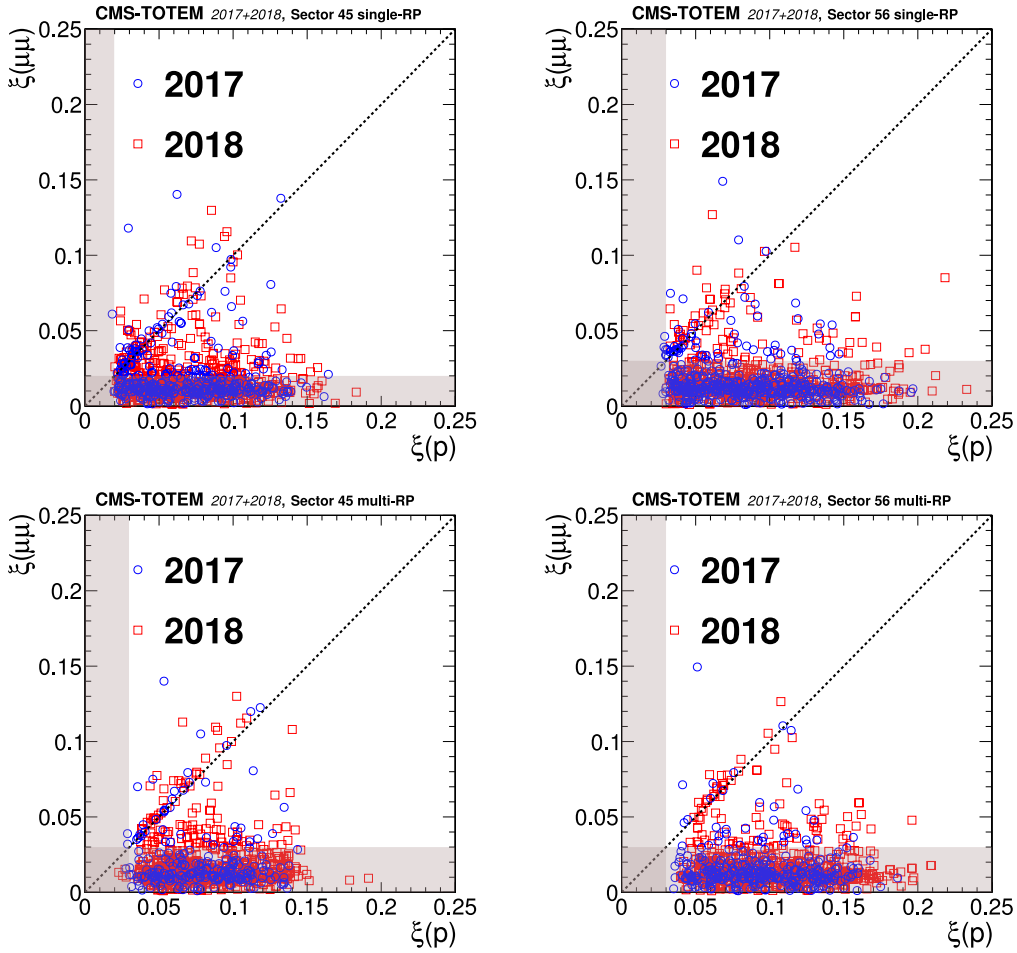 CMS-TOTEM 2017+2018, Sector 45 single-RP
ξ(μμ)
0.25
0.2
0.15
0.1
0.05
0
2017
2018
0 0.05 0.1 0.15 0.2 0.25
ξ(p)
CMS-TOTEM 2017+2018, Sector 56 single-RP
ξ(μμ)
0.25
0.2
0.15
0.1
0.05
0
2017
2018
0 0.05 0.1 0.15 0.2 0.25
ξ(p)
CMS-TOTEM 2017+2018, Sector 45 multi-RP
ξ(μμ)
0.25
0.2
0.15
0.1
0.05
0
2017
2018
0 0.05 0.1 0.15 0.2 0.25
ξ(p)
CMS-TOTEM 2017+2018, Sector 56 multi-RP
ξ(μμ)
0.25
0.2
0.15
0.1
0.05
0
2017
2018
0 0.05 0.1 0.15 0.2 0.25
ξ(p)